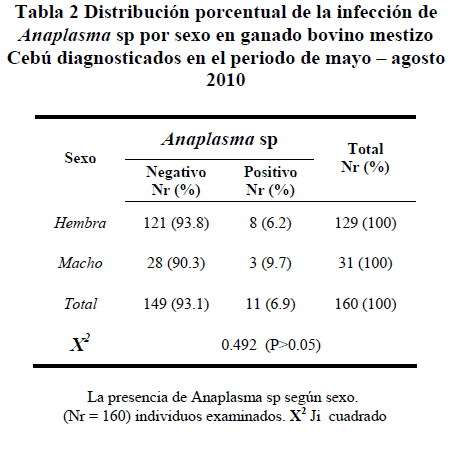 Tabla 2 Distribución porcentual de la infección de
Anaplasma sp por sexo en ganado bovino mestizo
Cebú diagnosticados en el periodo de mayo – agosto
2010
Sexo Anaplasma sp Total Nr (%)
Negativo Nr (%) Positivo Nr (%)
Hembra 121 (93.8) 8 (6.2) 129 (100)
Macho 28 (90.3) 3 (9.7) 31 (100)
Total 149 (93.1) 11 (6.9) 160 (100)
X² 0.492 (P>0.05)
La presencia de Anaplasma sp según sexo.
(Nr = 160) individuos examinados. X² Ji cuadrado